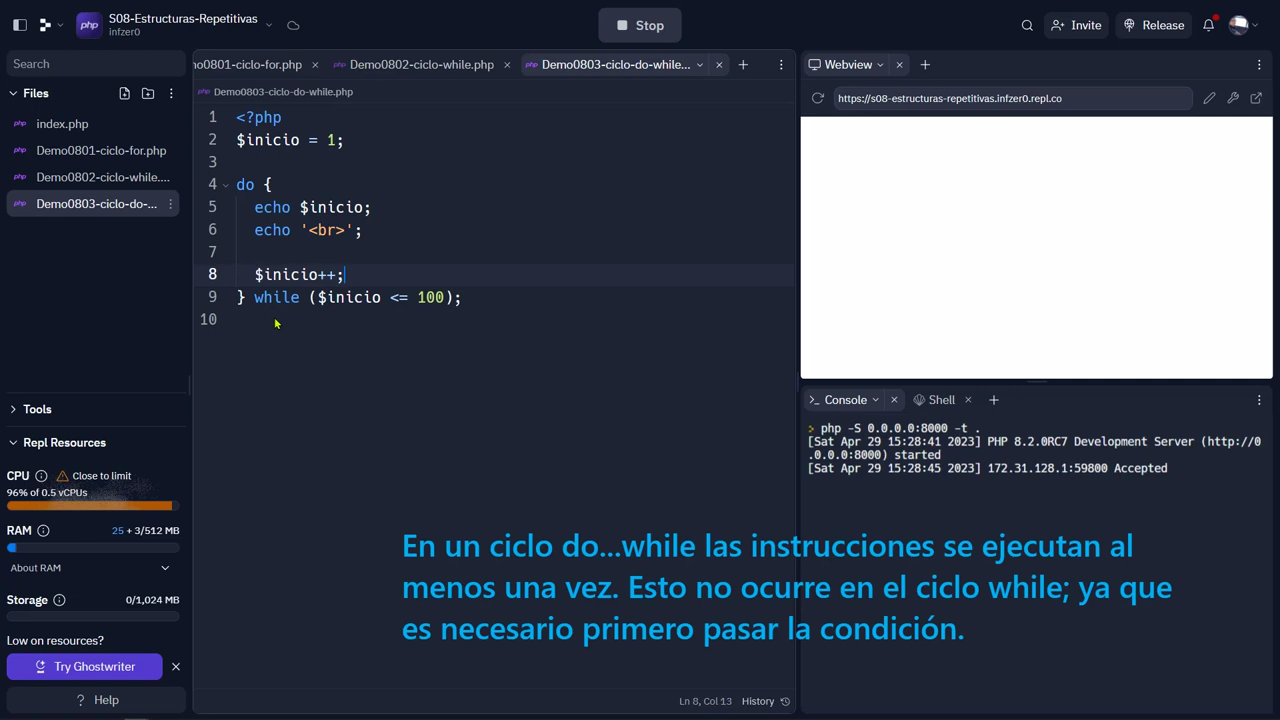 S08-Estructuras-Repetitivas
infzer0
Stop
Invite
Release
Search
Files
index.php
Demo0801-ciclo-for.php
Demo0802-ciclo-while....
Demo0803-ciclo-do-...
Tools
Repl Resources
CPU
Close to limit
96% of 0.5 vCPUs
RAM
25 + 3/512 MB
About RAM
Storage
0/1,024 MB
Low on resources?
Try Ghostwriter
? Help
mo0801-ciclo-for.php
Demo0802-ciclo-while.php
Demo0803-ciclo-do-while...
Demo0803-ciclo-do-while.php
1 <?php
2 $inicio = 1;
3
4 do {
5 echo $inicio;
6 echo '<br>';
7
8 $inicio++;
9 } while ($inicio <= 100);
10
Ln 8, Col 13 History
Webview
https://s08-estructuras-repetitivas.infzer0.repl.co
Console
Shell
php -S 0.0.0.0:8000 -t .
[Sat Apr 29 15:28:41 2023] PHP 8.2.0RC7 Development Server (http://0
.0.0.0:8000) started
[Sat Apr 29 15:28:45 2023] 172.31.128.1:59800 Accepted
En un ciclo do...while las instrucciones se ejecutan al
menos una vez. Esto no ocurre en el ciclo while; ya que
es necesario primero pasar la condición.